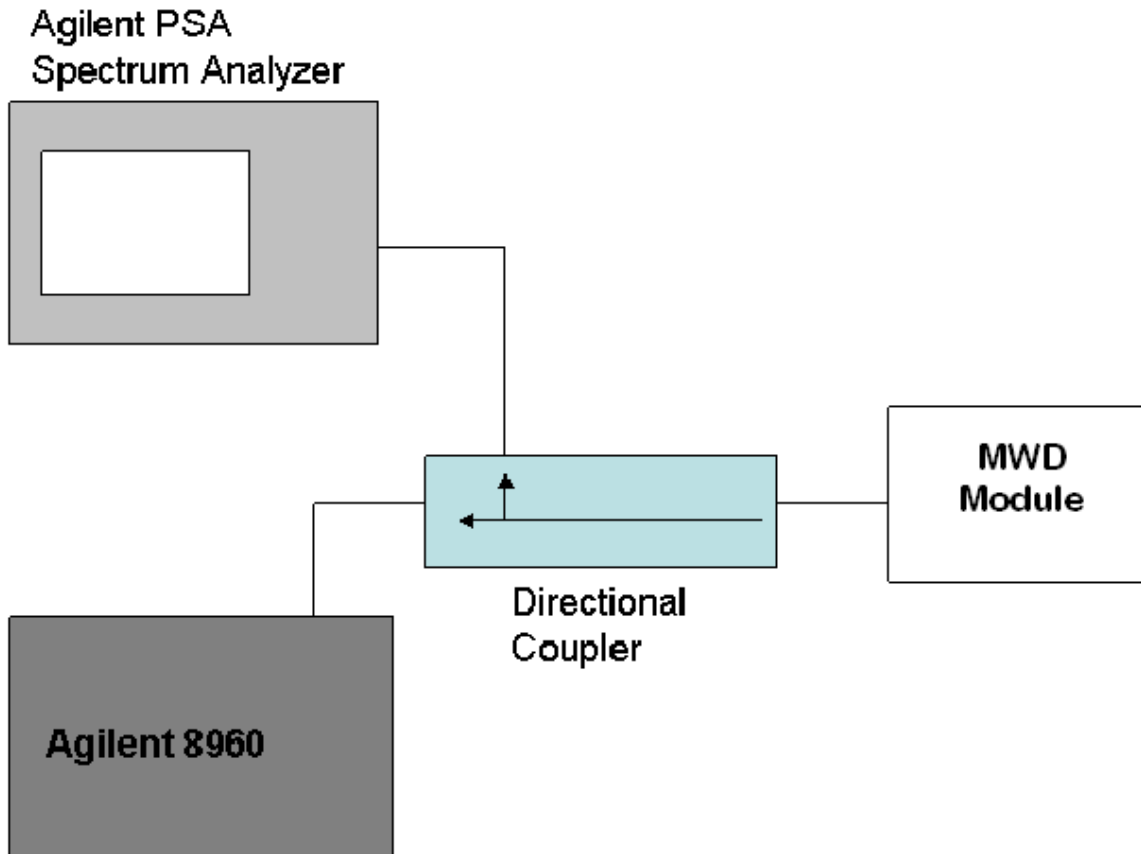 Agilent PSA
Spectrum Analyzer
MWD
Module
Directional
Coupler
Agilent 8960